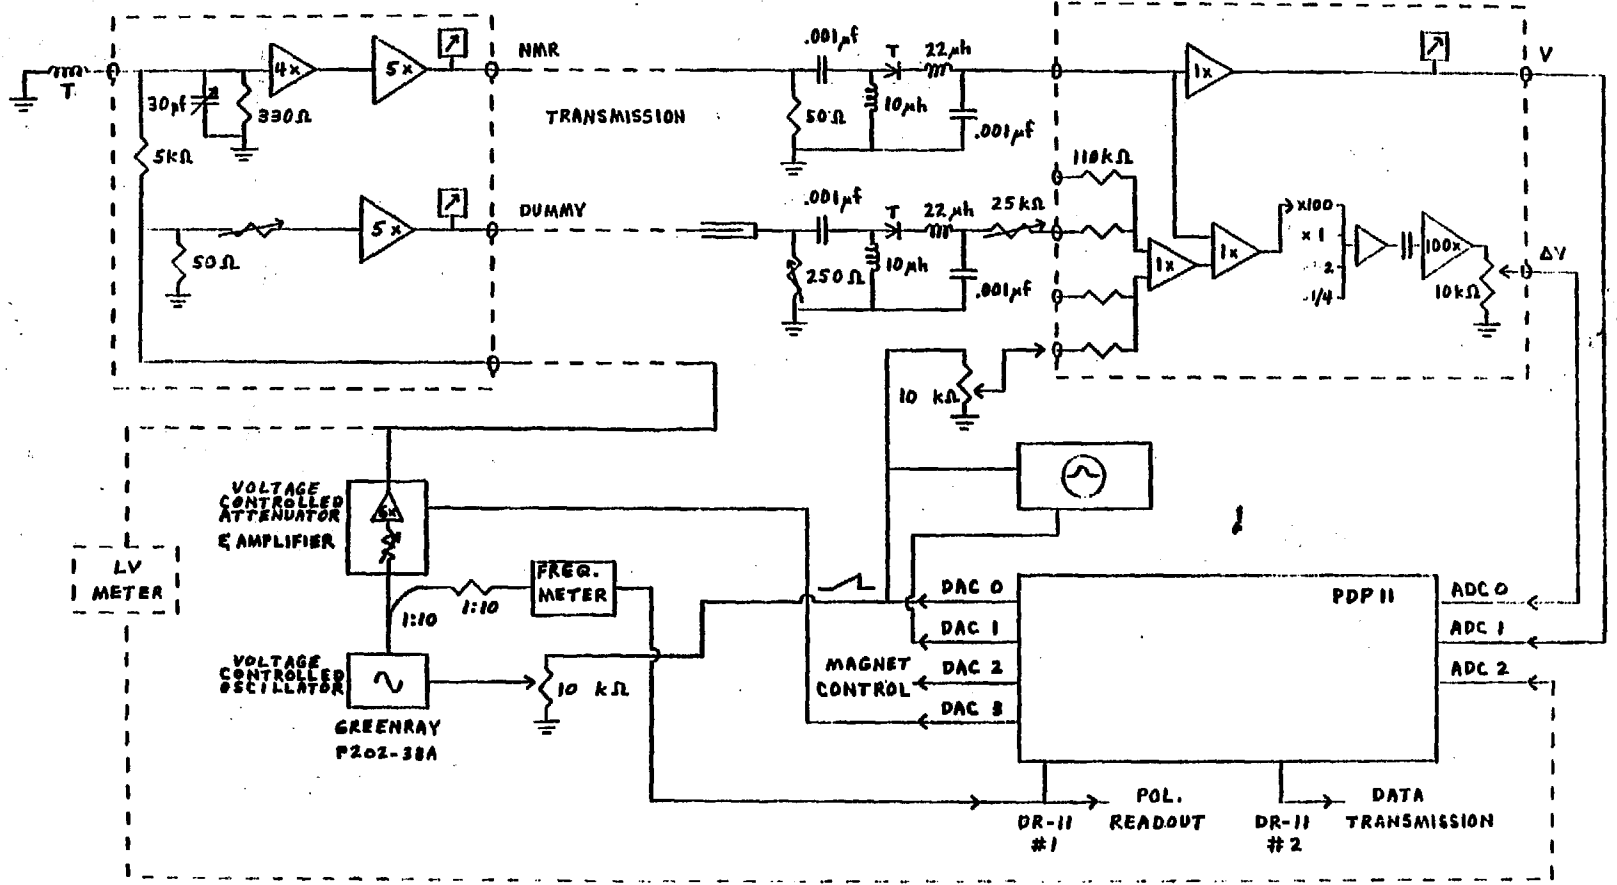 NMR
T
30pf
330Ω
4x
5x
TRANSMISSION
5kΩ
50Ω
5x
DUMMY
.001μf
T
22μh
50Ω
10μh
.001μf
.001μf
T
22μh
25kΩ
250Ω
10μh
.001μf
1x
V
110kΩ
1x
1x
x100
x1
.2
1/4
100x
10kΩ
ΔV
10 kΩ
VOLTAGE
CONTROLLED
ATTENUATOR
& AMPLIFIER
6x
LV
METER
1:10
1:10
FREQ.
METER
VOLTAGE
CONTROLLED
OSCILLATOR
GREENRAY
P202-38A
10 kΩ
DAC 0
DAC 1
MAGNET
CONTROL
DAC 2
DAC 3
PDP11
ADC 0
ADC 1
ADC 2
DR-11
#1
POL.
READOUT
DR-11
#2
DATA
TRANSMISSION